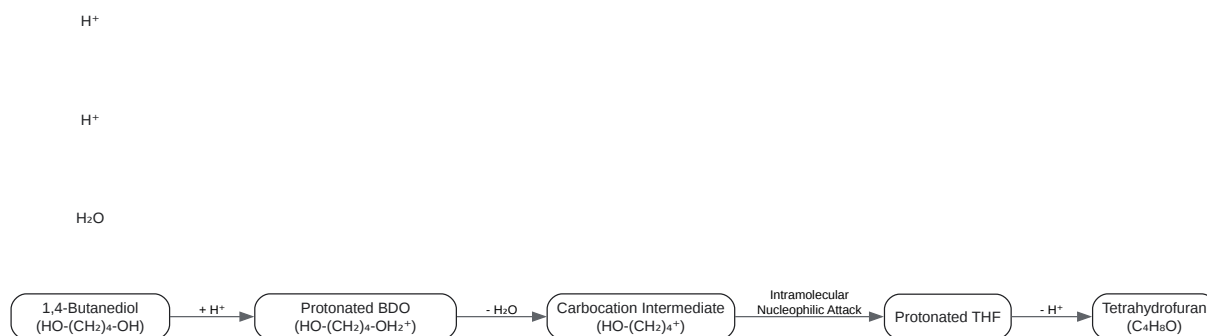 H⁺
H⁺
H₂O
1,4-Butanediol
(HO-(CH₂)₄-OH)
+ H⁺
Protonated BDO
(HO-(CH₂)₄-OH₂⁺)
- H₂O
Carbocation Intermediate
(HO-(CH₂)₄⁺)
Intramolecular
Nucleophilic Attack
Protonated THF
- H⁺
Tetrahydrofuran
(C₄H₈O)